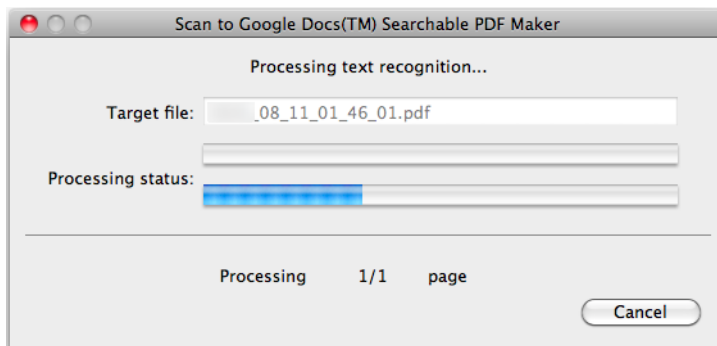 Scan to Google Docs(TM) Searchable PDF Maker
Processing text recognition...
Target file: _08_11_01_46_01.pdf
Processing status:
Processing 1/1 page
Cancel